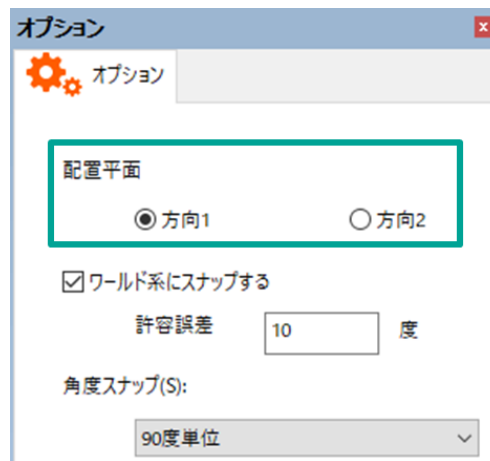 オプション
オプション
配置平面
方向1 方向2
ワールド系にスナップする
許容誤差 10 度
角度スナップ(S):
90度単位